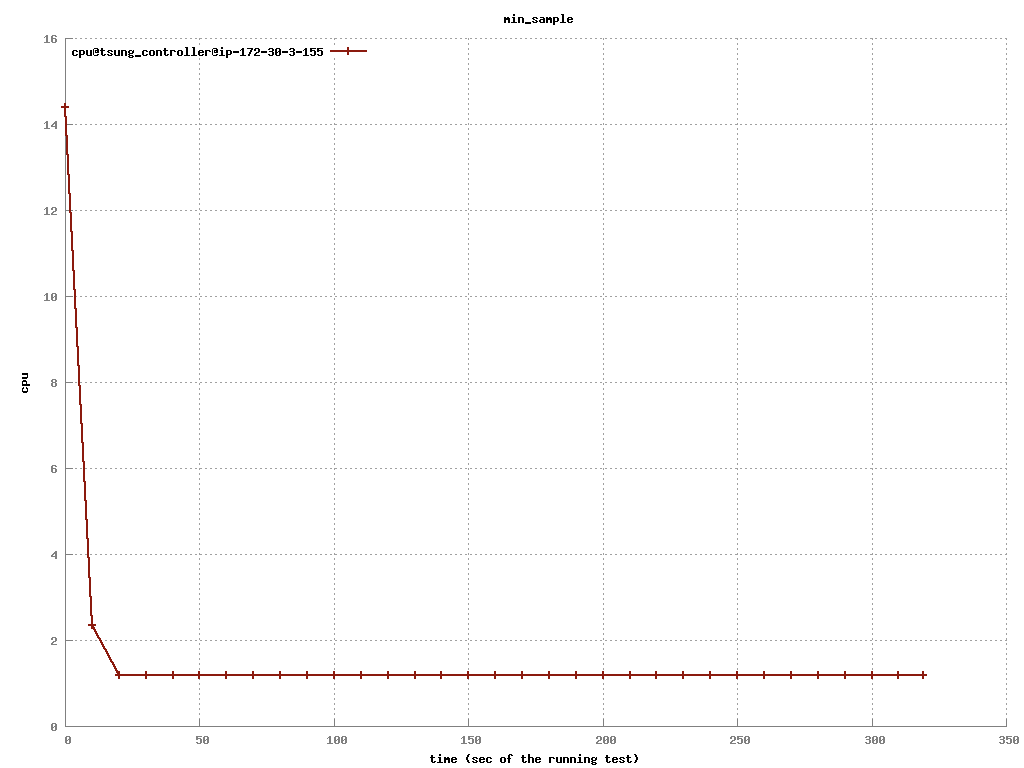 min_sample
16
cpu@tsung_controller@ip-172-30-3-155
14
12
10
8
cpu
6
4
2
0
0 50 100 150 200 250 300 350
time (sec of the running test)